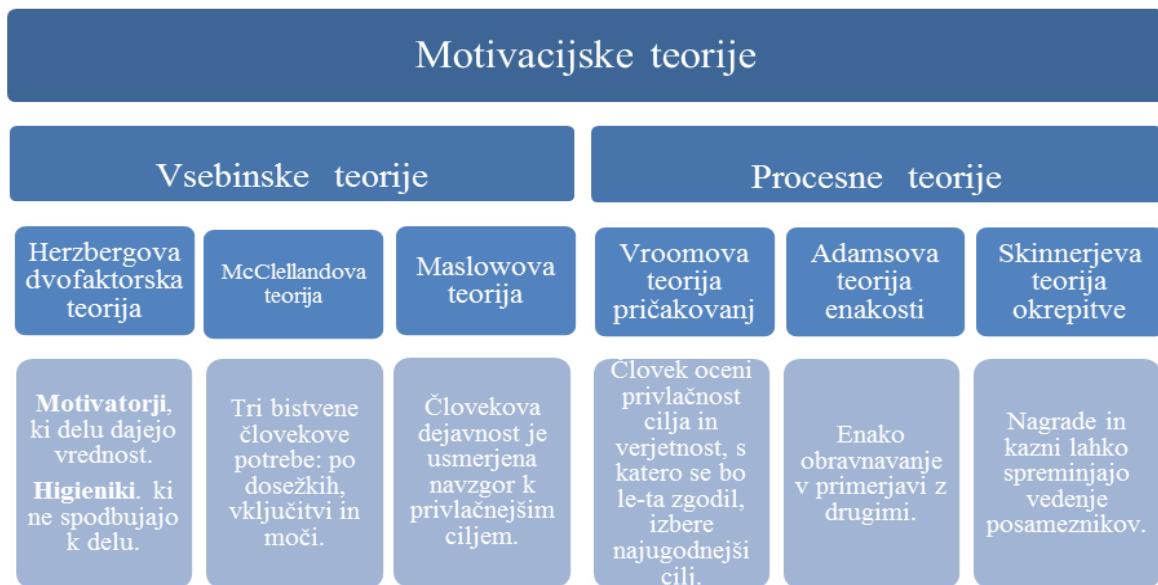 Motivacijske teorije
Vsebinske teorije
Procesne teorije
Herzbergova
dvofaktorska
teorija
McClellandova
teorija
Maslowova
teorija
Vroomova
teorija
pričakovanj
Adamsova
teorija
enakosti
Skinnerjeva
teorija
okrepitve
Motivatorji,
ki delu dajejo
vrednost.
Higieniki. ki
ne spodbujajo
k delu.
Tri bistvene
človekove
potrebe: po
dosežkih,
vključitvi in
moči.
Človekova
dejavnost je
usmerjena
navzgor k
privlačnejšim
ciljem.
Človek oceni
privlačnost
cilja in
verjetnost, s
katero se bo
le-ta zgodil,
izbere
najugodnejši
cilj.
Enako
obravnavanje
v primerjavi z
drugimi.
Nagrade in
kazni lahko
spreminjajo
vedenje
posameznikov.